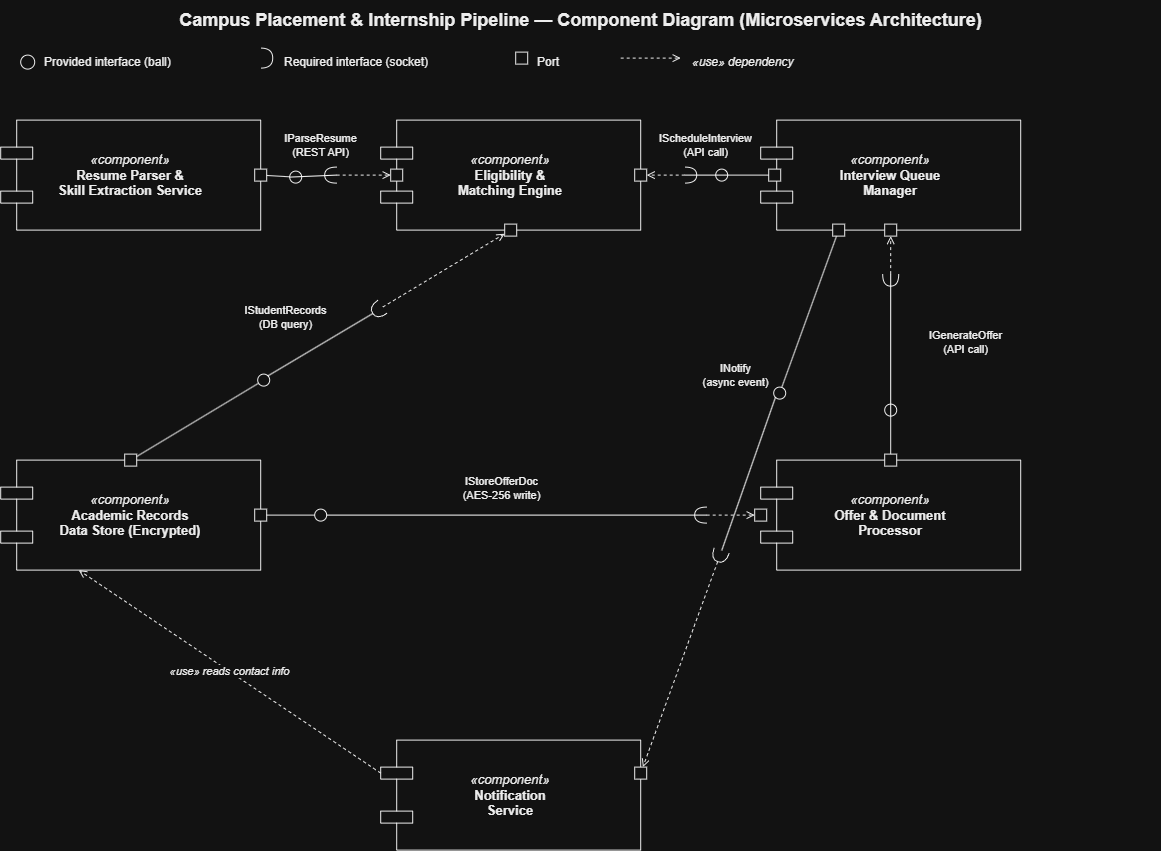 Campus Placement & Internship Pipeline — Component Diagram (Microservices Architecture)
Provided interface (ball)
Required interface (socket)
Port
«use» dependency
«component»
Resume Parser &
Skill Extraction Service
IParseResume
(REST API)
«component»
Eligibility &
Matching Engine
IScheduleInterview
(API call)
«component»
Interview Queue
Manager
IStudentRecords
(DB query)
INotify
(async event)
IGenerateOffer
(API call)
«component»
Academic Records
Data Store (Encrypted)
IStoreOfferDoc
(AES-256 write)
«component»
Offer & Document
Processor
«use» reads contact info
«component»
Notification
Service